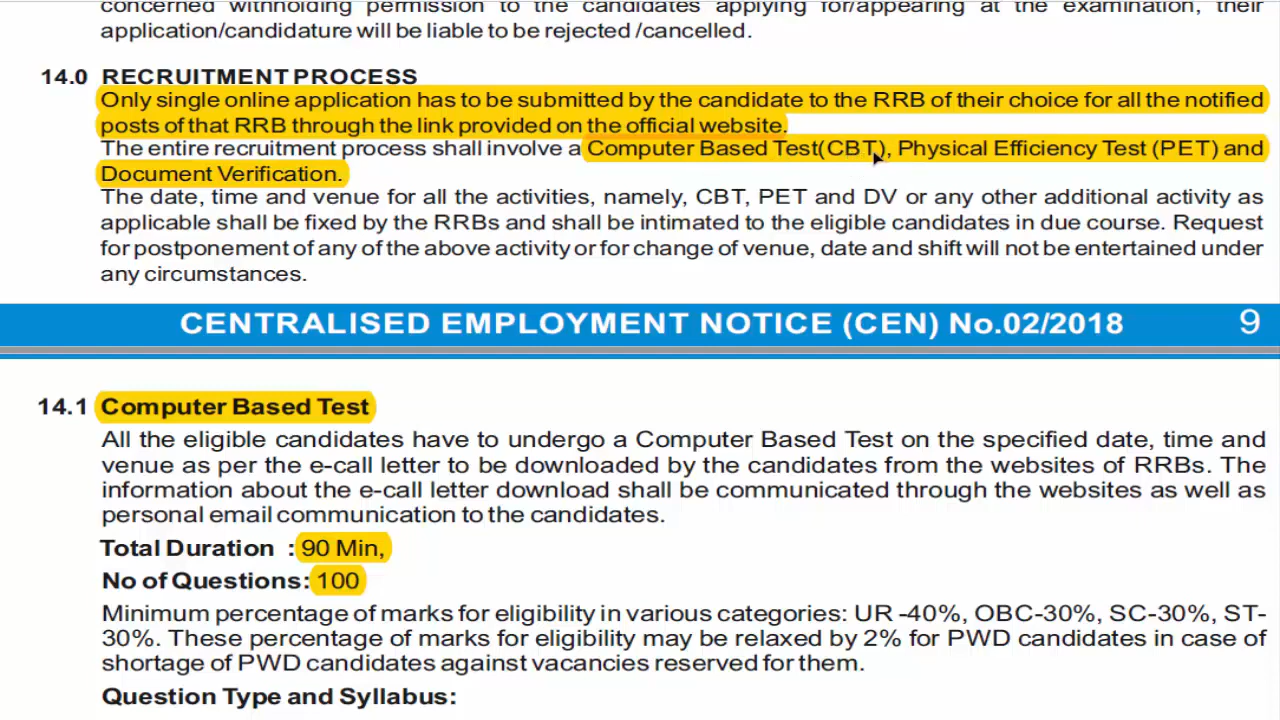 concerned withholding permission to the candidates applying for/appearing at the examination, their
application/candidature will be liable to be rejected /cancelled.
14.0 RECRUITMENT PROCESS
Only single online application has to be submitted by the candidate to the RRB of their choice for all the notified
posts of that RRB through the link provided on the official website.
The entire recruitment process shall involve a Computer Based Test(CBT), Physical Efficiency Test (PET) and
Document Verification.
The date, time and venue for all the activities, namely, CBT, PET and DV or any other additional activity as
applicable shall be fixed by the RRBs and shall be intimated to the eligible candidates in due course. Request
for postponement of any of the above activity or for change of venue, date and shift will not be entertained under
any circumstances.
CENTRALISED EMPLOYMENT NOTICE (CEN) No.02/2018 9
14.1 Computer Based Test
All the eligible candidates have to undergo a Computer Based Test on the specified date, time and
venue as per the e-call letter to be downloaded by the candidates from the websites of RRBs. The
information about the e-call letter download shall be communicated through the websites as well as
personal email communication to the candidates.
Total Duration : 90 Min,
No of Questions: 100
Minimum percentage of marks for eligibility in various categories: UR -40%, OBC-30%, SC-30%, ST-
30%. These percentage of marks for eligibility may be relaxed by 2% for PWD candidates in case of
shortage of PWD candidates against vacancies reserved for them.
Question Type and Syllabus: